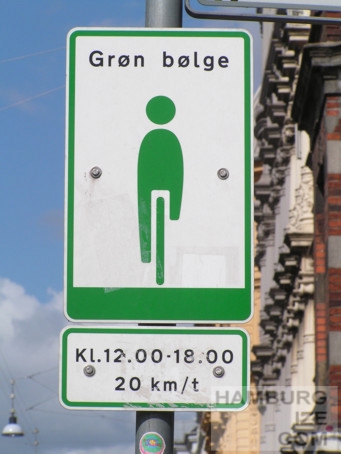 Grøn bølge
Kl.12.00-18.00
20 km/t
HAMBURG
IZE.
COM